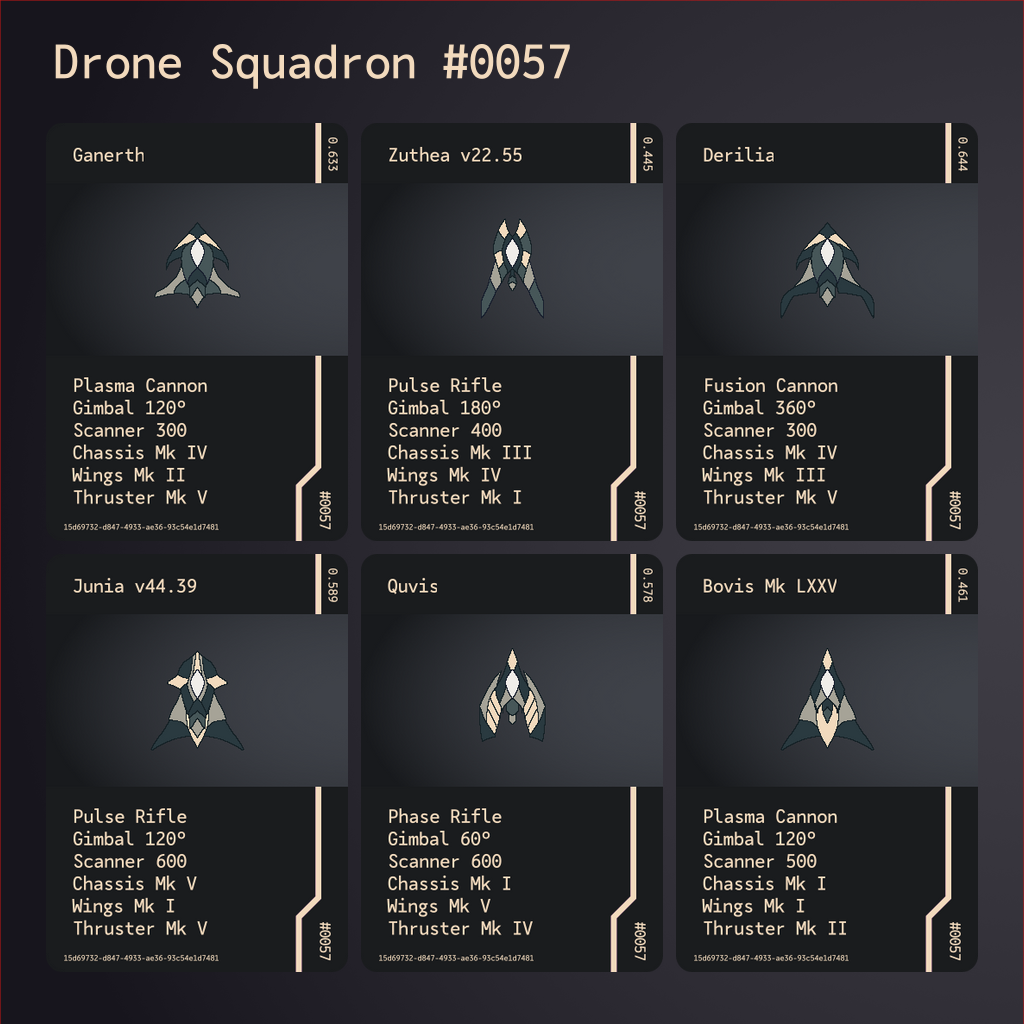 Drone Squadron #0057
Ganerth
0.633
Plasma Cannon
Gimbal 120º
Scanner 300
Chassis Mk IV
Wings Mk II
Thruster Mk V
#0057
15d69732-d847-4933-ae36-93c54e1d7481
Zuthea v22.55
0.445
Pulse Rifle
Gimbal 180º
Scanner 400
Chassis Mk III
Wings Mk IV
Thruster Mk I
#0057
15d69732-d847-4933-ae36-93c54e1d7481
Derilia
0.644
Fusion Cannon
Gimbal 360º
Scanner 300
Chassis Mk IV
Wings Mk III
Thruster Mk V
#0057
15d69732-d847-4933-ae36-93c54e1d7481
Junia v44.39
0.589
Pulse Rifle
Gimbal 120º
Scanner 600
Chassis Mk V
Wings Mk I
Thruster Mk V
#0057
15d69732-d847-4933-ae36-93c54e1d7481
Quvis
0.578
Phase Rifle
Gimbal 60º
Scanner 600
Chassis Mk I
Wings Mk V
Thruster Mk IV
#0057
15d69732-d847-4933-ae36-93c54e1d7481
Bovis Mk LXXV
0.461
Plasma Cannon
Gimbal 120º
Scanner 500
Chassis Mk I
Wings Mk I
Thruster Mk II
#0057
15d69732-d847-4933-ae36-93c54e1d7481